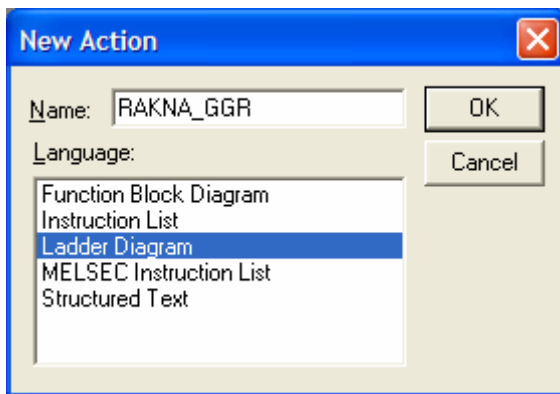 New Action
Name: RAKNA_GGR
OK
Language:
Cancel
Function Block Diagram
Instruction List
Ladder Diagram
MELSEC Instruction List
Structured Text